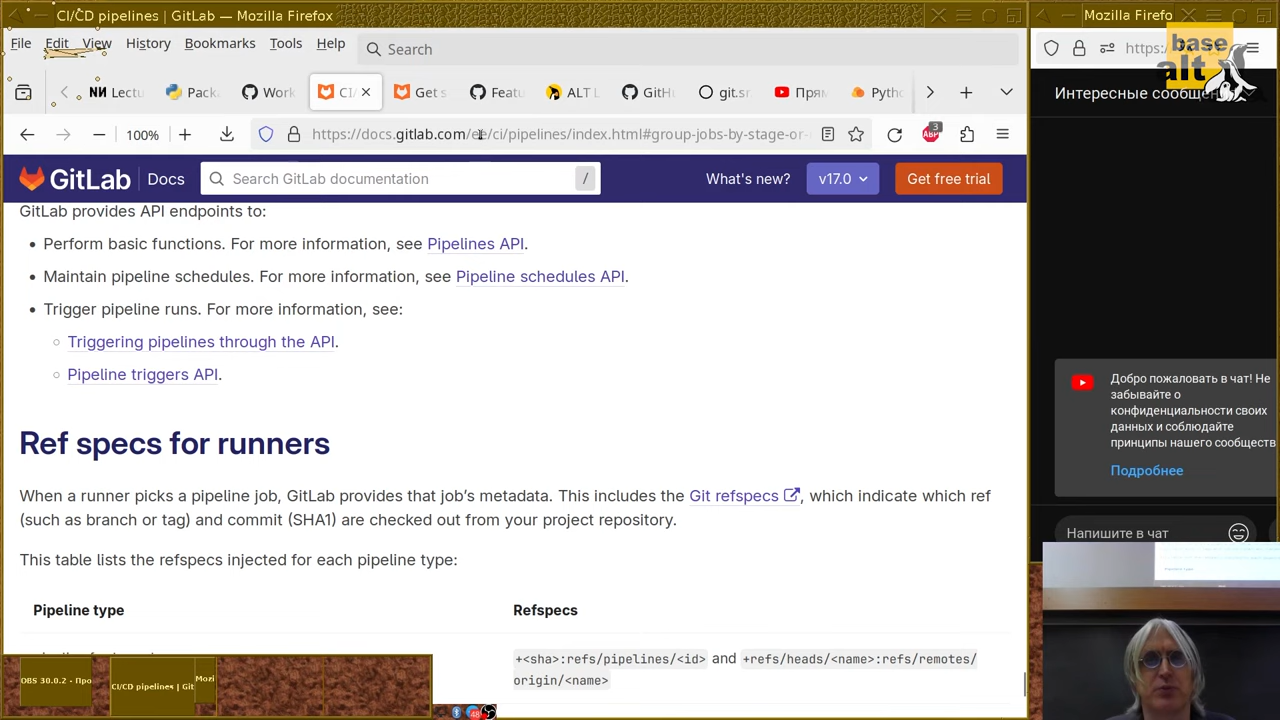 CI/CD pipelines | GitLab — Mozilla Firefox
Mozilla Firefo
File Edit View History Bookmarks Tools Help
Search
Lectu
Packa
Work
CI/
Get s
Featu
ALT L
GitHu
git.sr
Прям
Pytho
100%
https://docs.gitlab.com/ee/ci/pipelines/index.html#group-jobs-by-stage-or-
3
https:/
base
alt
GitLab Docs
Search GitLab documentation
/
What's new?
v17.0
Get free trial
Интересные сообщен
GitLab provides API endpoints to:
• Perform basic functions. For more information, see Pipelines API.
• Maintain pipeline schedules. For more information, see Pipeline schedules API.
• Trigger pipeline runs. For more information, see:
Triggering pipelines through the API.
Pipeline triggers API.
Ref specs for runners
When a runner picks a pipeline job, GitLab provides that job's metadata. This includes the Git refspecs, which indicate which ref
(such as branch or tag) and commit (SHA1) are checked out from your project repository.
This table lists the refspecs injected for each pipeline type:
Pipeline type Refspecs
+<sha>:refs/pipelines/<id> and +refs/heads/<name>:refs/remotes/
origin/<name>
Добро пожаловать в чат! Не
забывайте о
конфиденциальности своих
данных и соблюдайте
принципы нашего сообществ
Подробнее
Напишите в чат
OBS 30.0.2 - Про
CI/CD pipelines | Git
Mozi
48